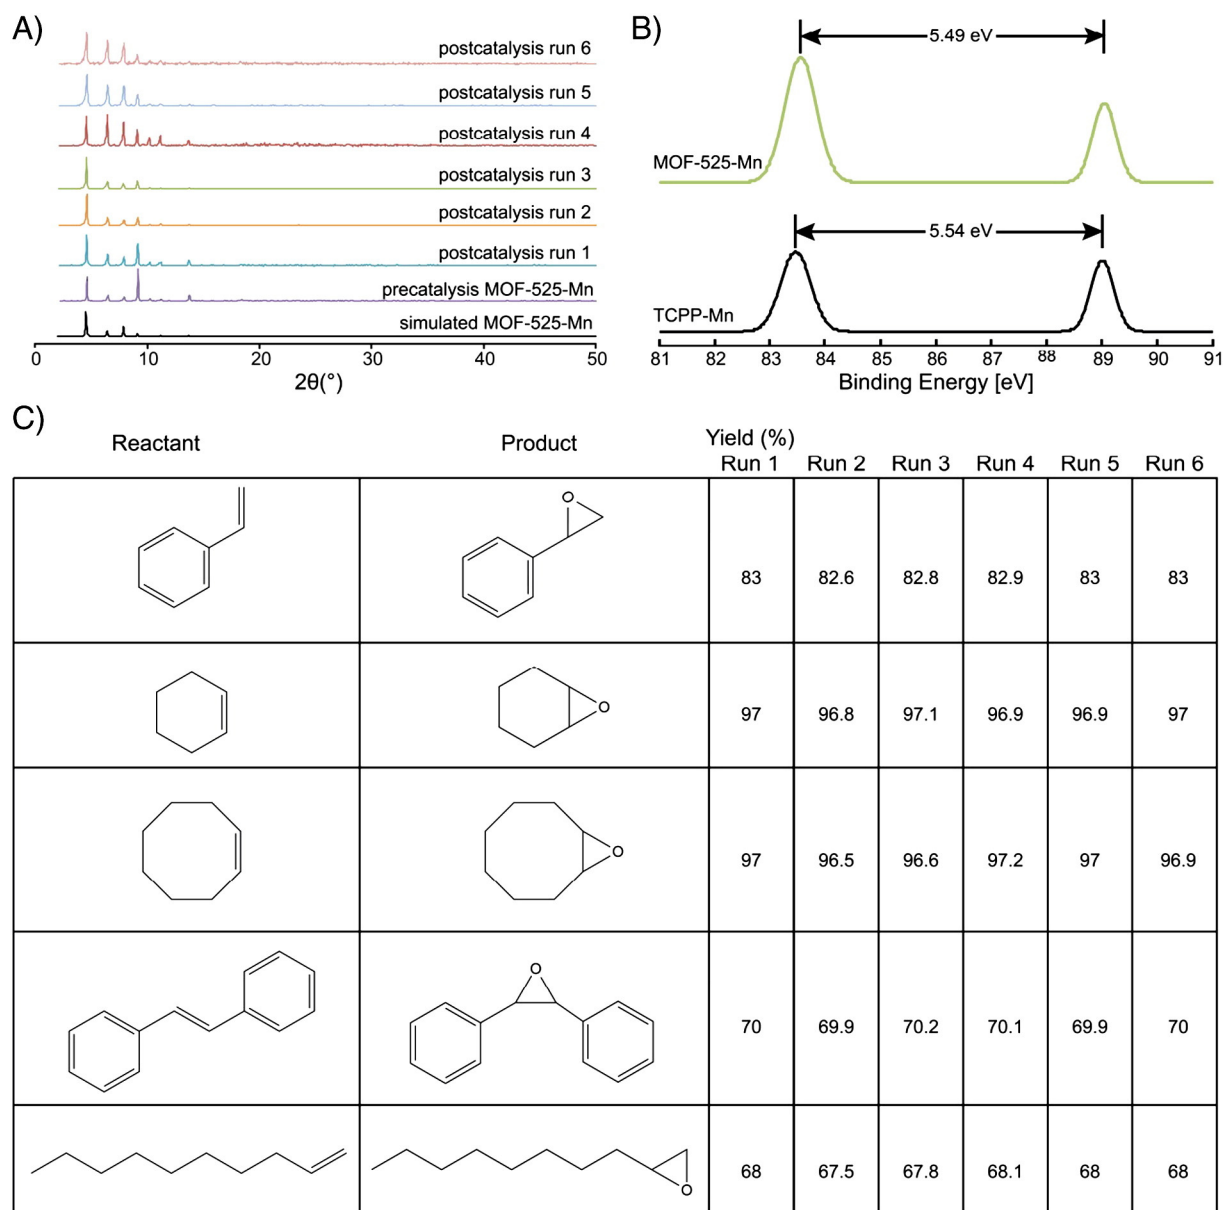 A)
postcatalysis run 6
postcatalysis run 5
postcatalysis run 4
postcatalysis run 3
postcatalysis run 2
postcatalysis run 1
precatalysis MOF-525-Mn
simulated MOF-525-Mn
0 10 20 30 40 50
2θ(°)
B)
5.49 eV
MOF-525-Mn
5.54 eV
TCPP-Mn
81 82 83 84 85 86 87 88 89 90 91
Binding Energy [eV]
C)
Reactant Product Yield (%)
Run 1 Run 2 Run 3 Run 4 Run 5 Run 6
O
83 82.6 82.8 82.9 83 83
O
97 96.8 97.1 96.9 96.9 97
O
97 96.5 96.6 97.2 97 96.9
O
70 69.9 70.2 70.1 69.9 70
O
68 67.5 67.8 68.1 68 68